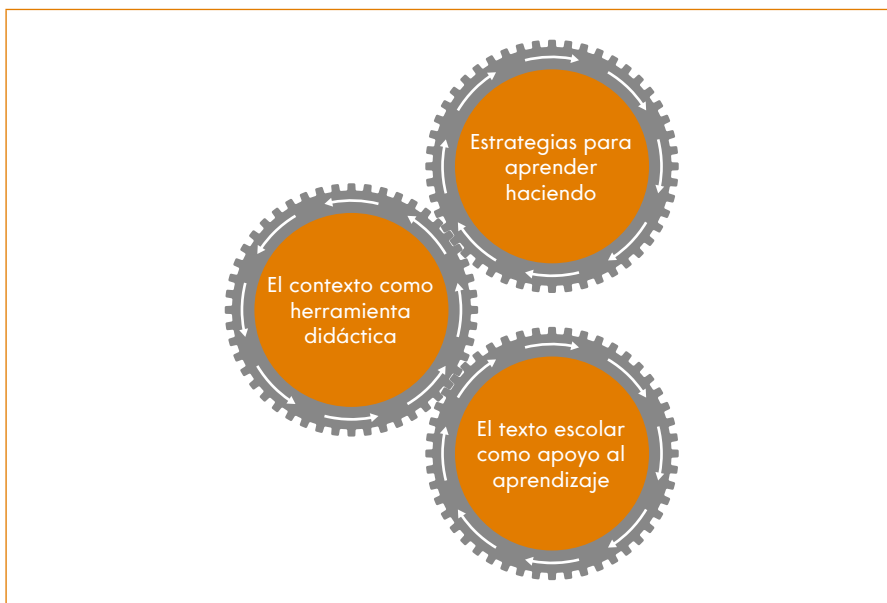 Estrategias para
aprender
haciendo
El contexto como
herramienta
didáctica
El texto escolar
como apoyo al
aprendizaje